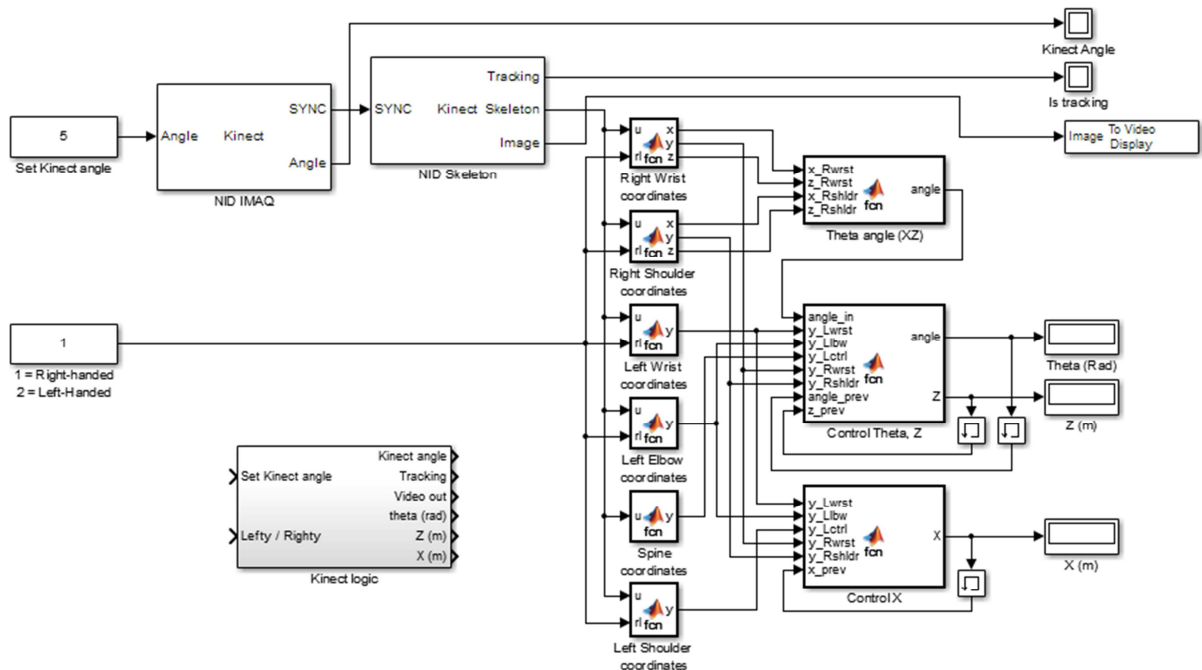 5
Set Kinect angle
Angle Kinect SYNC
Angle
NID IMAQ
SYNC Kinect Tracking
Skeleton
Image
NID Skeleton
Kinect Angle
Is tracking
Image To Video
Display
u x
y
rl fcn z
Right Wrist
coordinates
u x
y
rl fcn z
Right Shoulder
coordinates
x_Rwrst
z_Rwrst
x_Rshldr
z_Rshldr
fcn
angle
Theta angle (XZ)
1
1 = Right-handed
2 = Left-Handed
u y
rl fcn
Left Wrist
coordinates
u y
rl fcn
Left Elbow
coordinates
u y
fcn
Spine
coordinates
u y
rl fcn
Left Shoulder
coordinates
angle_in
y_Lwrst
y_Llbw
y_Lctrl
y_Rwrst
y_Rshldr
angle_prev
z_prev
fcn
angle
Z
Control Theta, Z
Theta (Rad)
Z (m)
y_Lwrst
y_Llbw
y_Lctrl
y_Rwrst
y_Rshldr
x_prev
fcn
X
Control X
X (m)
Set Kinect angle
Lefty / Righty
Kinect angle
Tracking
Video out
theta (rad)
Z (m)
X (m)
Kinect logic